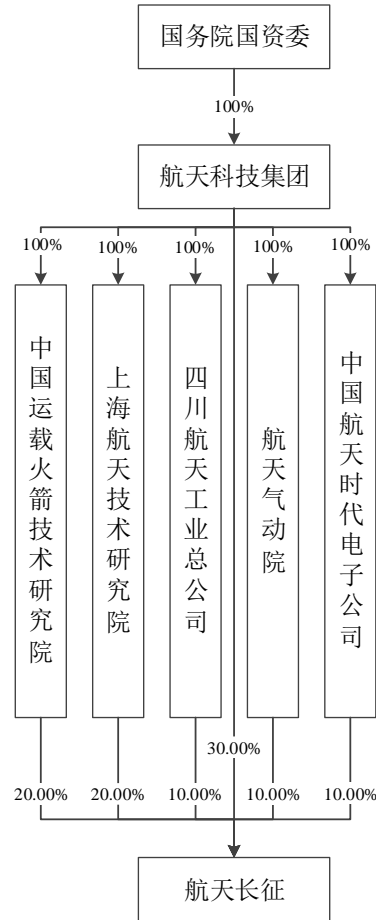 国务院国资委
100%
航天科技集团
100%
100%
100%
100%
100%
中国运载火箭技术研究院
上海航天技术研究院
四川航天工业总公司
航天气动院
中国航天时代电子公司
30.00%
20.00%
20.00%
10.00%
10.00%
10.00%
航天长征